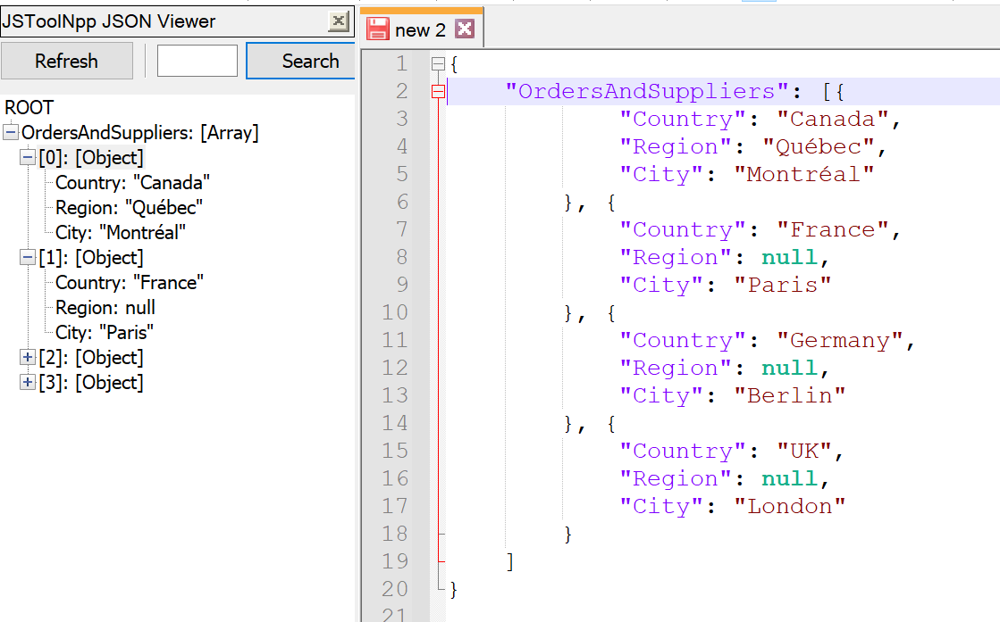 JSToolNpp JSON Viewer
Refresh
Search
ROOT
OrdersAndSuppliers: [Array]
[0]: [Object]
Country: "Canada"
Region: "Québec"
City: "Montréal"
[1]: [Object]
Country: "France"
Region: null
City: "Paris"
[2]: [Object]
[3]: [Object]
new 2
1 {
2 "OrdersAndSuppliers": [{
3 "Country": "Canada",
4 "Region": "Québec",
5 "City": "Montréal"
6 }, {
7 "Country": "France",
8 "Region": null,
9 "City": "Paris"
10 }, {
11 "Country": "Germany",
12 "Region": null,
13 "City": "Berlin"
14 }, {
15 "Country": "UK",
16 "Region": null,
17 "City": "London"
18 }
19 ]
20 }
21